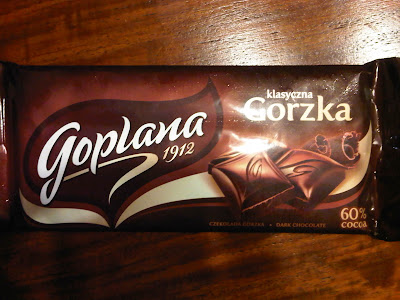 Goplana
1912
klasyczna
Gorzka
60%
COCOA
CZEKOLADA GORZKA • DARK CHOCOLATE